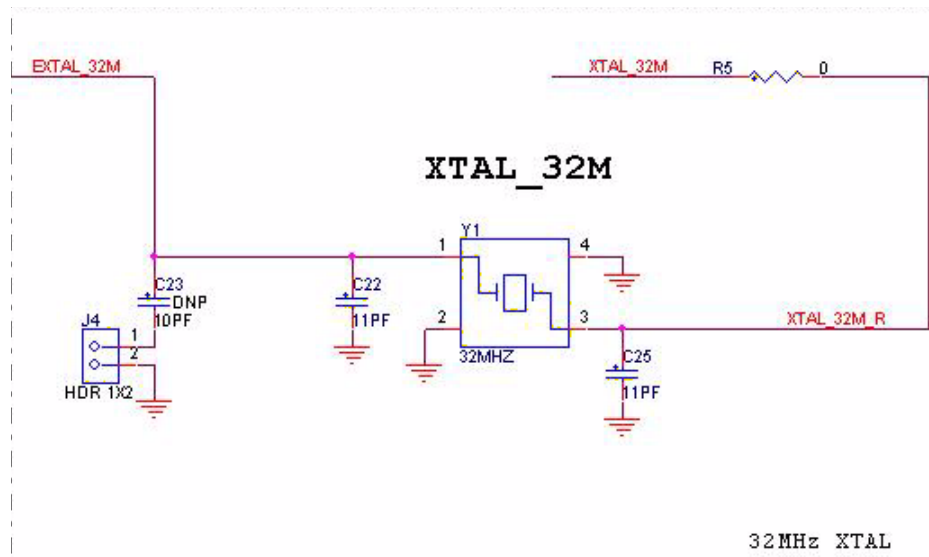 EXTAL_32M
XTAL_32M
R5
0
XTAL_32M
Y1
1
4
C23
DNP
10PF
C22
11PF
J4
1
2
HDR 1X2
2
3
32MHZ
XTAL_32M_R
C25
11PF
32MHz XTAL